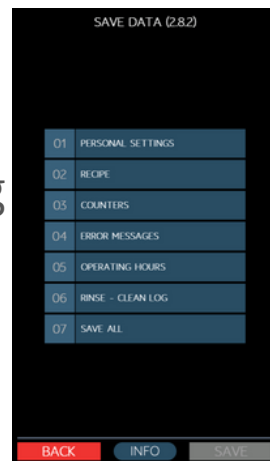 SAVE DATA (2.8.2)
01 PERSONAL SETTINGS
02 RECIPE
03 COUNTERS
04 ERROR MESSAGES
05 OPERATING HOURS
06 RINSE - CLEAN LOG
07 SAVE ALL
g
BACK INFO SAVE